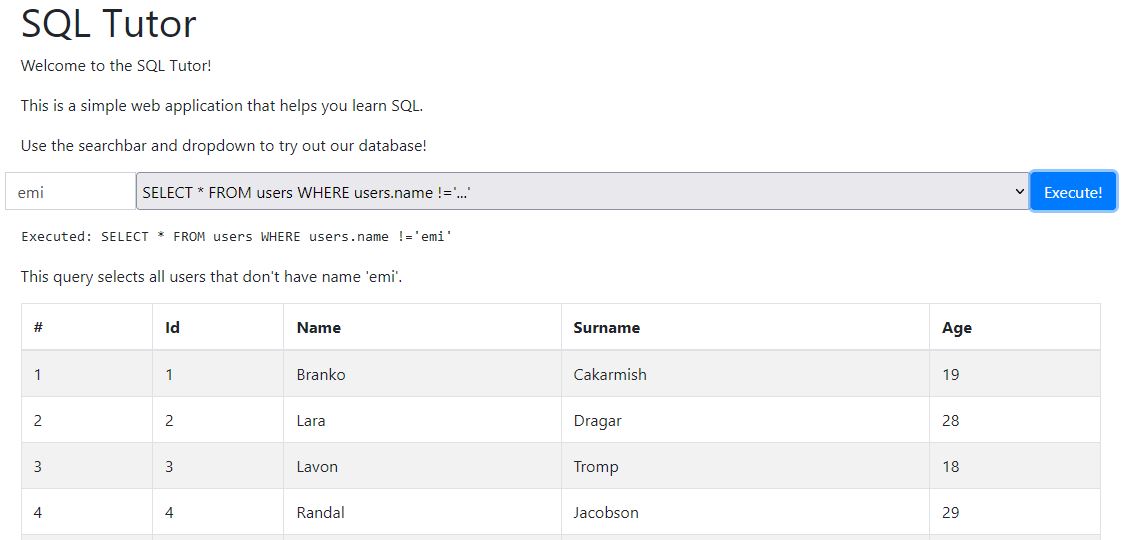 SQL Tutor
Welcome to the SQL Tutor!
This is a simple web application that helps you learn SQL.
Use the searchbar and dropdown to try out our database!
emi SELECT * FROM users WHERE users.name !='...' Execute!
Executed: SELECT * FROM users WHERE users.name !='emi'
This query selects all users that don't have name 'emi'.
# Id Name Surname Age
1 1 Branko Cakarmish 19
2 2 Lara Dragar 28
3 3 Lavon Tromp 18
4 4 Randal Jacobson 29